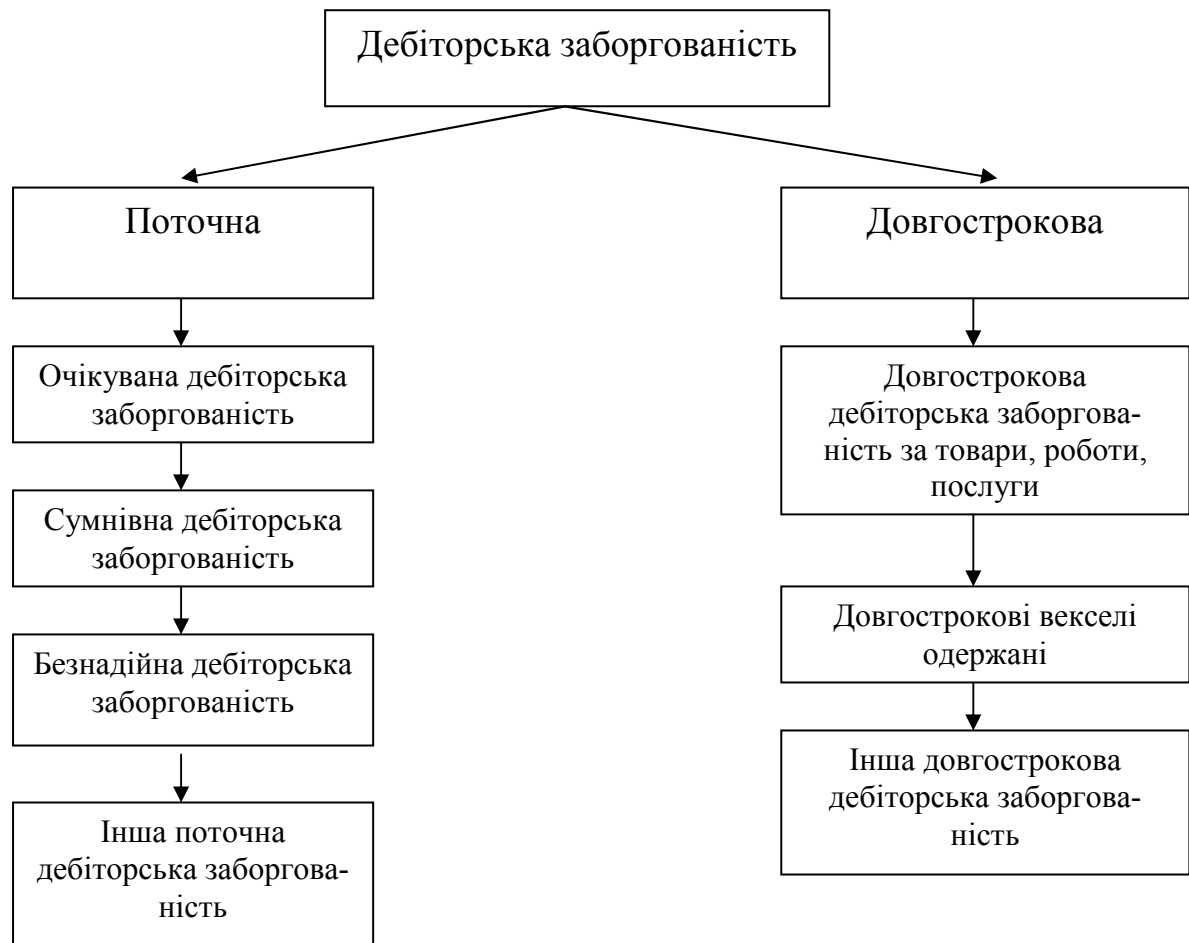 Дебіторська заборгованість
Поточна
Довгострокова
Очікувана дебіторська
заборгованість
Сумнівна дебіторська
заборгованість
Безнадійна дебіторська
заборгованість
Інша поточна
дебіторська заборгова-
ність
Довгострокова
дебіторська заборгова-
ність за товари, роботи,
послуги
Довгострокові векселі
одержані
Інша довгострокова
дебіторська заборгова-
ність